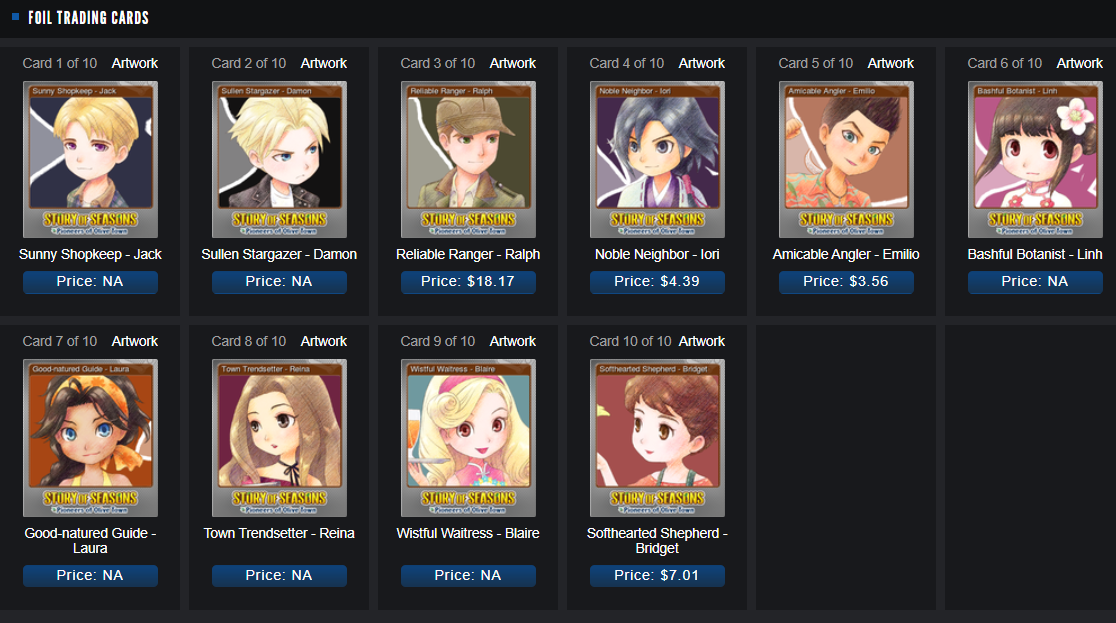 FOIL TRADING CARDS
Card 1 of 10 Artwork
Sunny Shopkeep - Jack
STORY OF SEASONS
Pioneers of Olive Town
Sunny Shopkeep - Jack
Price: NA
Card 2 of 10 Artwork
Sullen Stargazer - Damon
STORY OF SEASONS
Pioneers of Olive Town
Sullen Stargazer - Damon
Price: NA
Card 3 of 10 Artwork
Reliable Ranger - Ralph
STORY OF SEASONS
Pioneers of Olive Town
Reliable Ranger - Ralph
Price: $18.17
Card 4 of 10 Artwork
Noble Neighbor - Iori
STORY OF SEASONS
Pioneers of Olive Town
Noble Neighbor - Iori
Price: $4.39
Card 5 of 10 Artwork
Amicable Angler - Emilio
STORY OF SEASONS
Pioneers of Olive Town
Amicable Angler - Emilio
Price: $3.56
Card 6 of 10 Artwork
Bashful Botanist - Linh
STORY OF SEASONS
Pioneers of Olive Town
Bashful Botanist - Linh
Price: NA
Card 7 of 10 Artwork
Good-natured Guide - Laura
STORY OF SEASONS
Pioneers of Olive Town
Good-natured Guide -
Laura
Price: NA
Card 8 of 10 Artwork
Town Trendsetter - Reina
STORY OF SEASONS
Pioneers of Olive Town
Town Trendsetter - Reina
Price: NA
Card 9 of 10 Artwork
Wistful Waitress - Blaire
STORY OF SEASONS
Pioneers of Olive Town
Wistful Waitress - Blaire
Price: NA
Card 10 of 10 Artwork
Softhearted Shepherd - Bridget
STORY OF SEASONS
Pioneers of Olive Town
Softhearted Shepherd -
Bridget
Price: $7.01